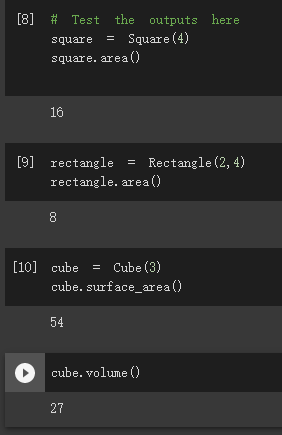 [8] # Test the outputs here
square = Square(4)
square.area()
16
[9] rectangle = Rectangle(2,4)
rectangle.area()
8
[10] cube = Cube(3)
cube.surface_area()
54
cube.volume()
27